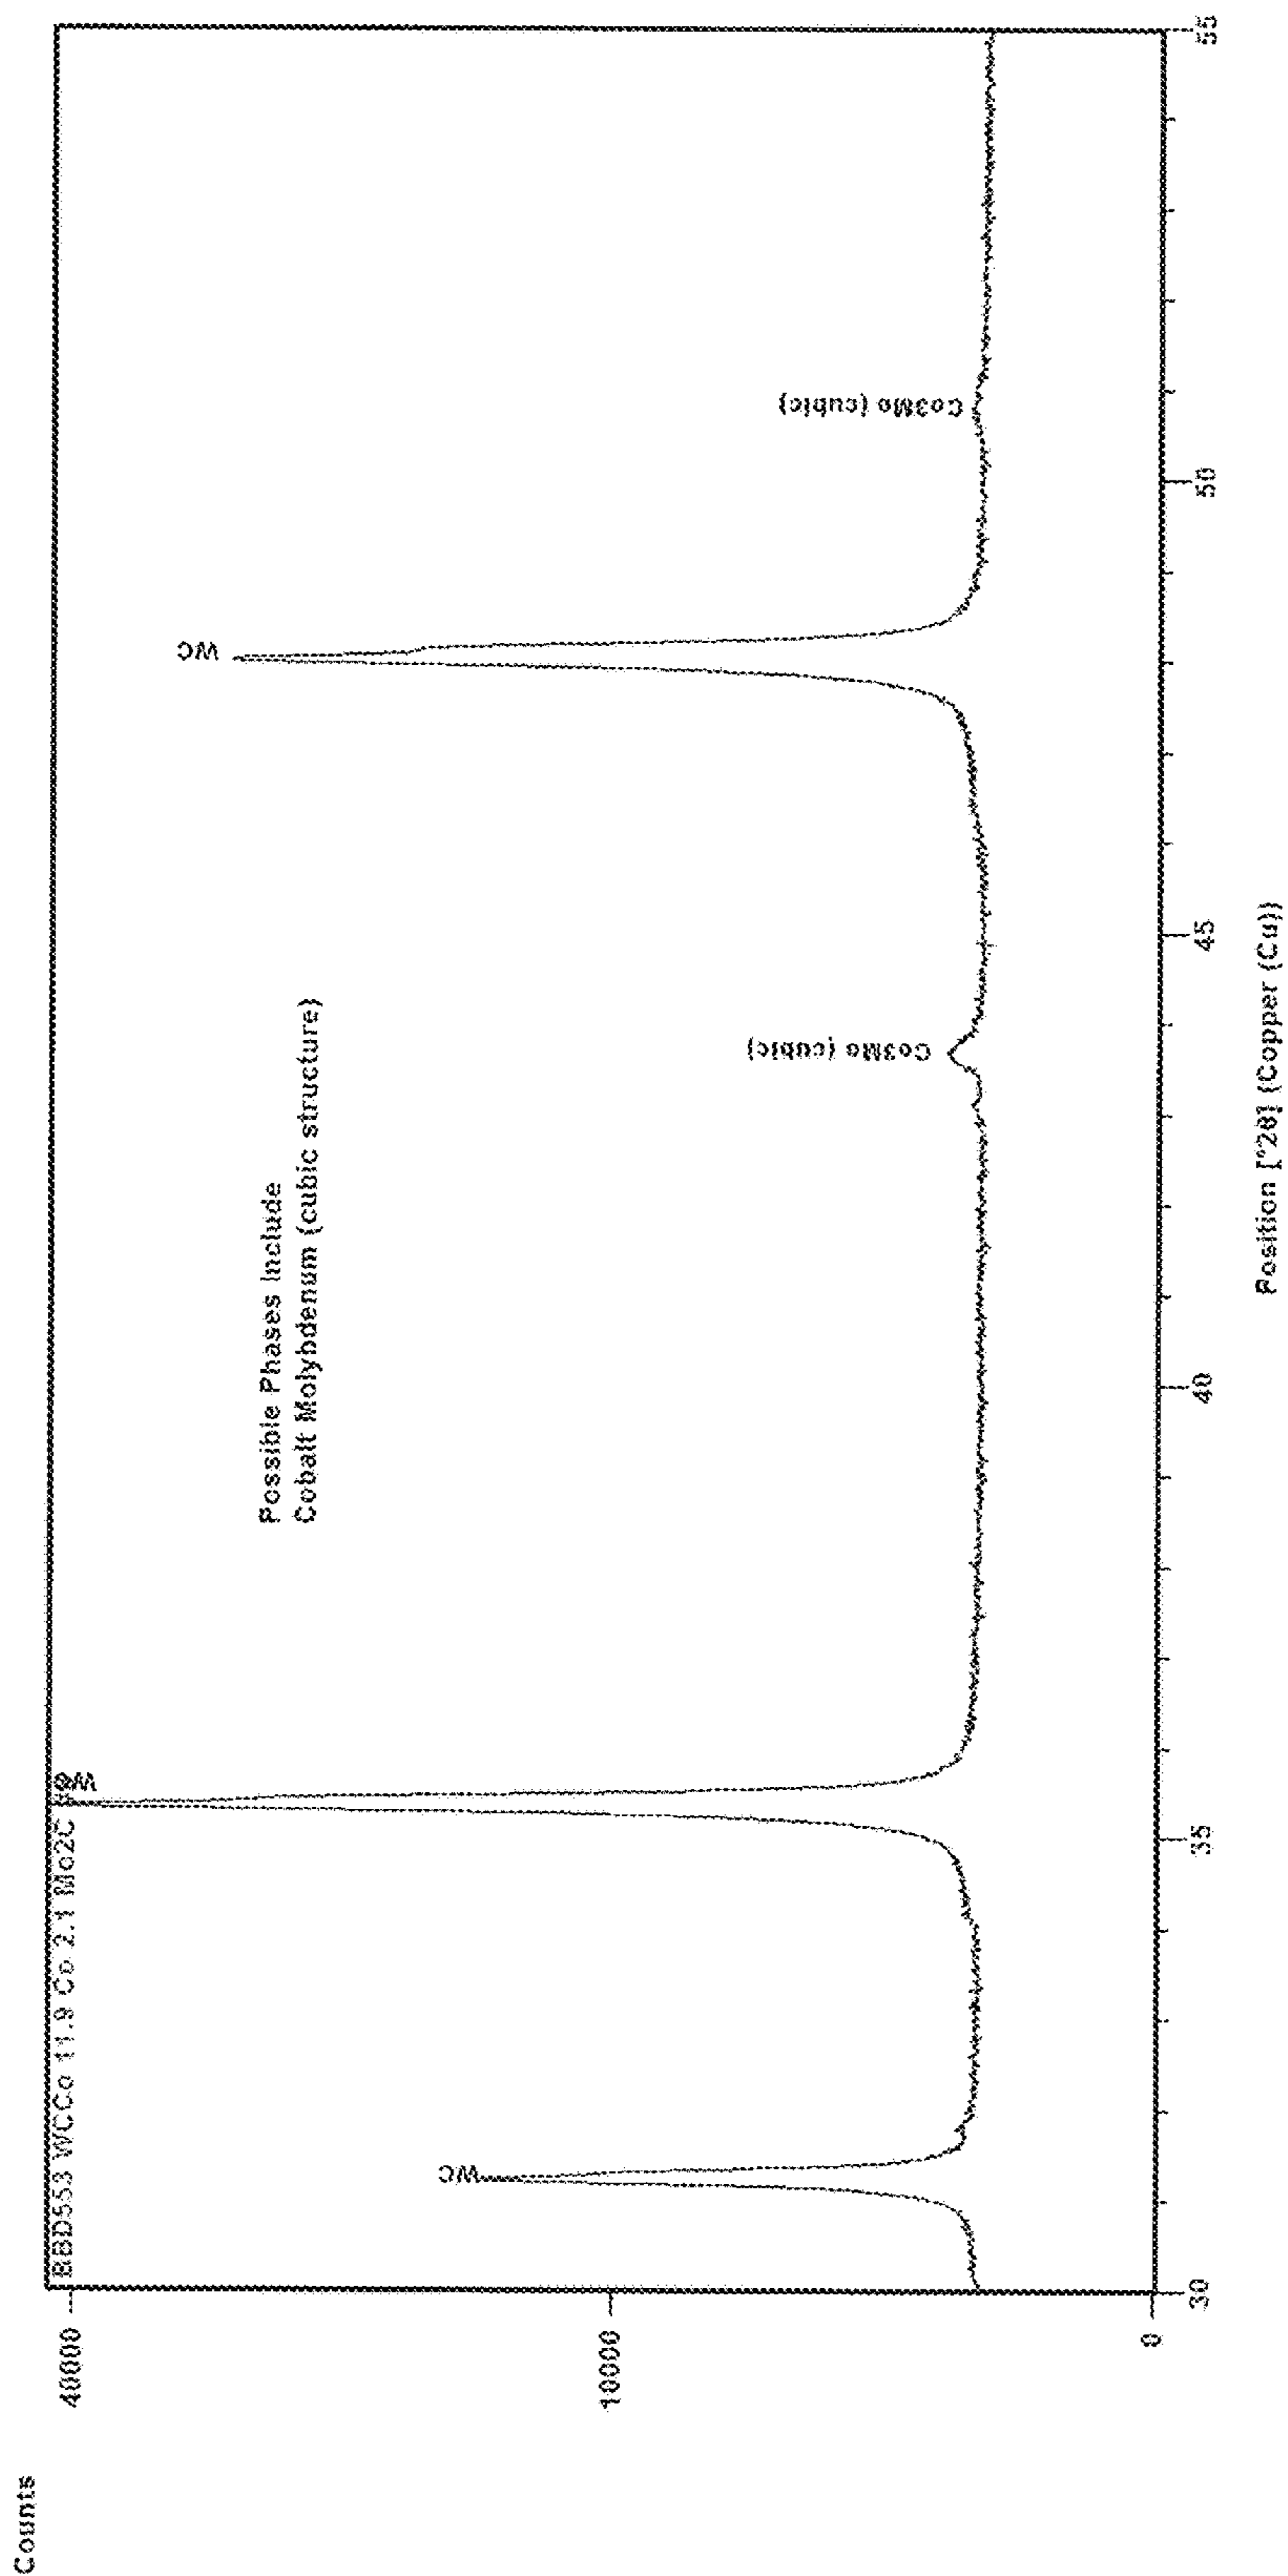 Counts
BBD553 WCCo 11.9 Co 2.1 Mo2C
40000
10000
0
WC
WC
Possible Phases Include
Cobalt Molybdenum (cubic structure)
Co3Mo (cubic)
WC
Co3Mo (cubic)
30
35
40
45
50
55
Position [°2θ] (Copper (Cu))